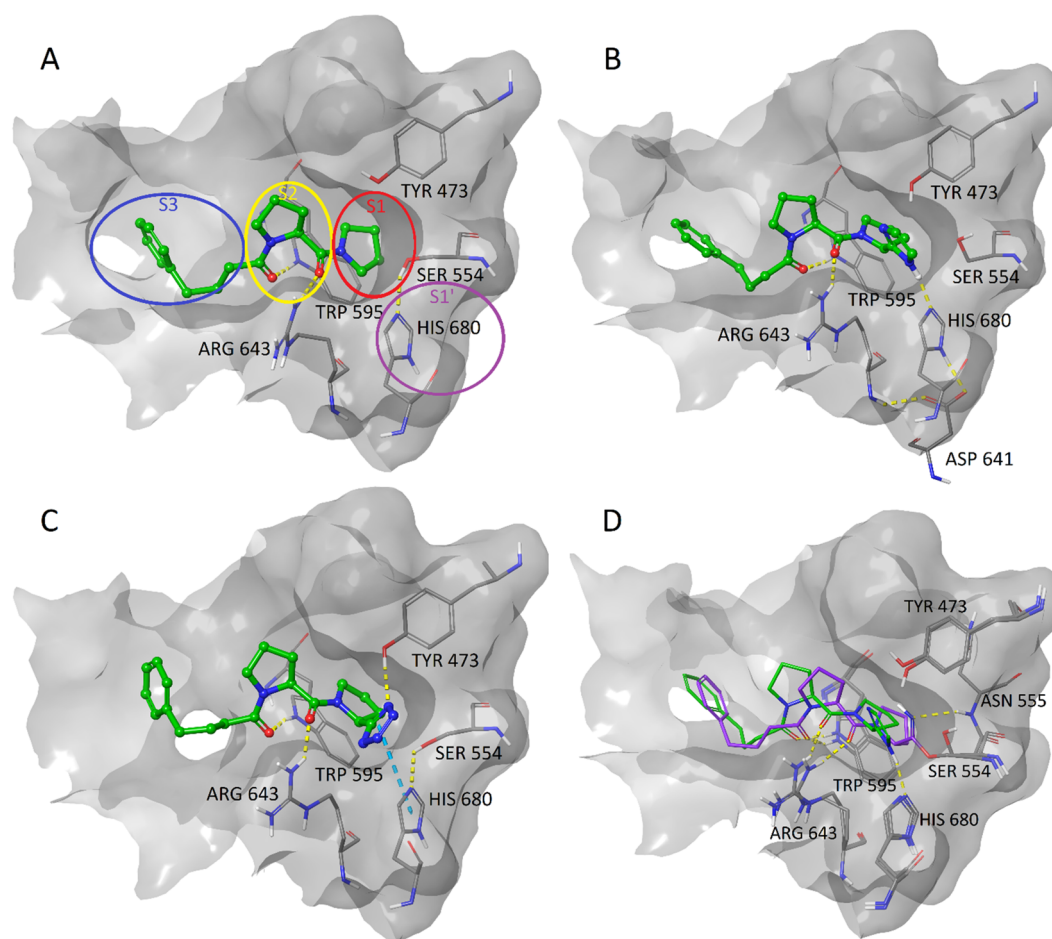 A
S3
S2
S1
TYR 473
SER 554
S1'
TRP 595
HIS 680
ARG 643
B
TYR 473
SER 554
TRP 595
HIS 680
ARG 643
ASP 641
C
TYR 473
SER 554
TRP 595
ARG 643
HIS 680
D
TYR 473
ASN 555
SER 554
TRP 595
HIS 680
ARG 643